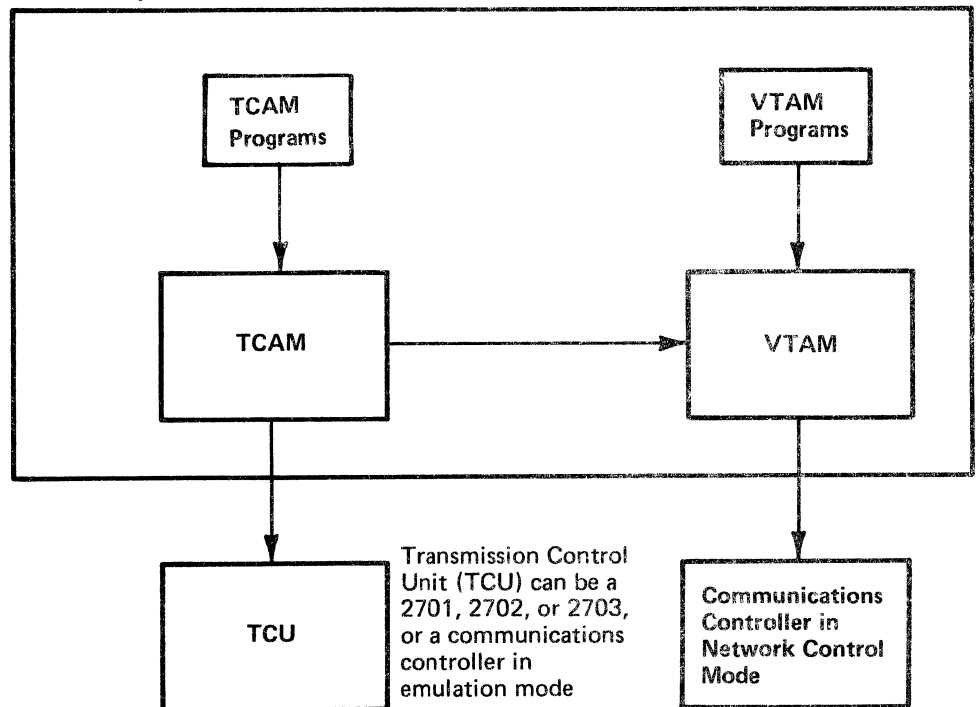 TCAM
Programs
VTAM
Programs
TCAM
VTAM
TCU
Transmission Control
Unit (TCU) can be a
2701, 2702, or 2703,
or a communications
controller in
emulation mode
Communications
Controller in
Network Control
Mode